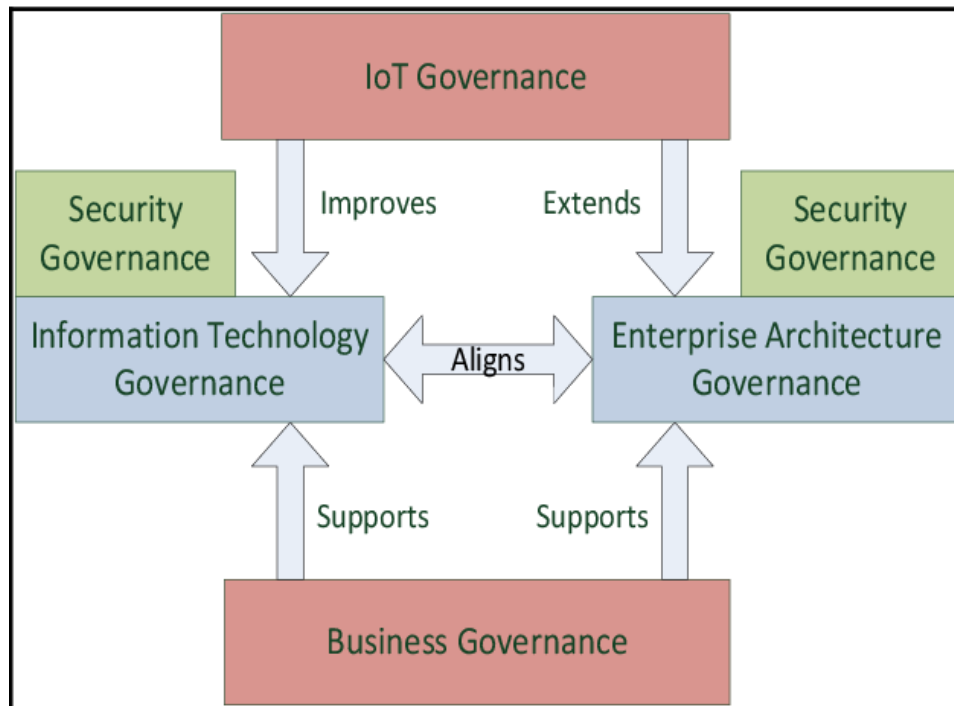 IoT Governance
Improves
Extends
Security
Governance
Security
Governance
Information Technology
Governance
Aligns
Enterprise Architecture
Governance
Supports
Supports
Business Governance